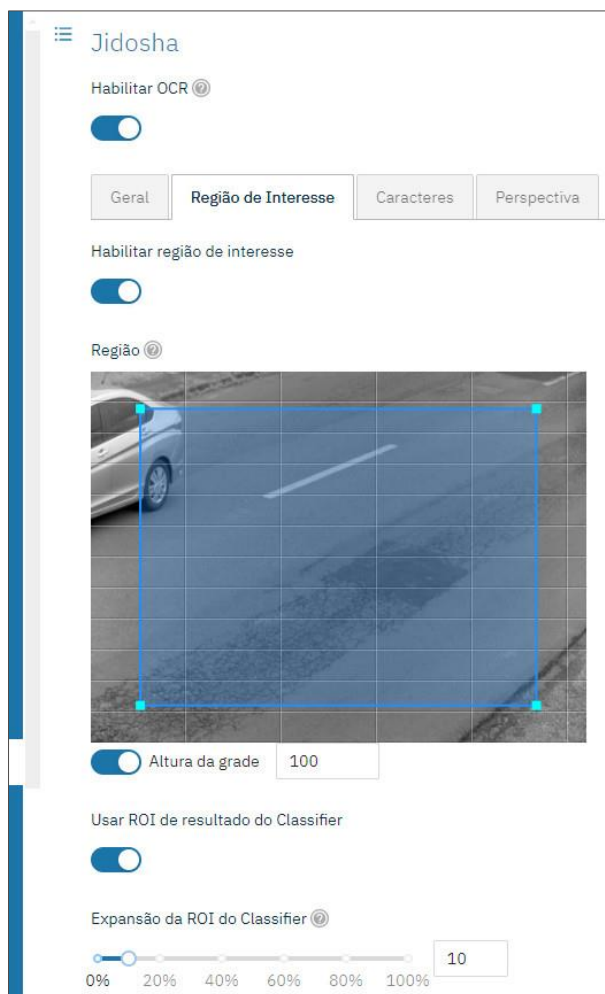 Jidosha
Habilitar OCR
Geral Região de Interesse Caracteres Perspectiva
Habilitar região de interesse
Região
Altura da grade 100
Usar ROI de resultado do Classifier
Expansão da ROI do Classifier
10
0% 20% 40% 60% 80% 100%